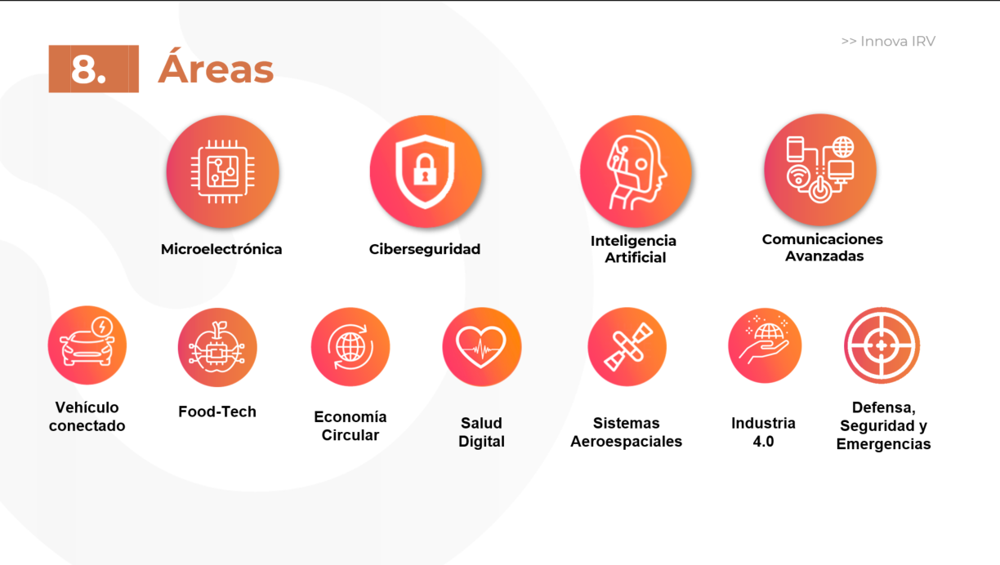 >> Innova IRV
8. Áreas
Microelectrónica
Ciberseguridad
Inteligencia
Artificial
Comunicaciones
Avanzadas
Vehículo
conectado
Food-Tech
Economía
Circular
Salud
Digital
Sistemas
Aeroespaciales
Industria
4.0
Defensa,
Seguridad y
Emergencias